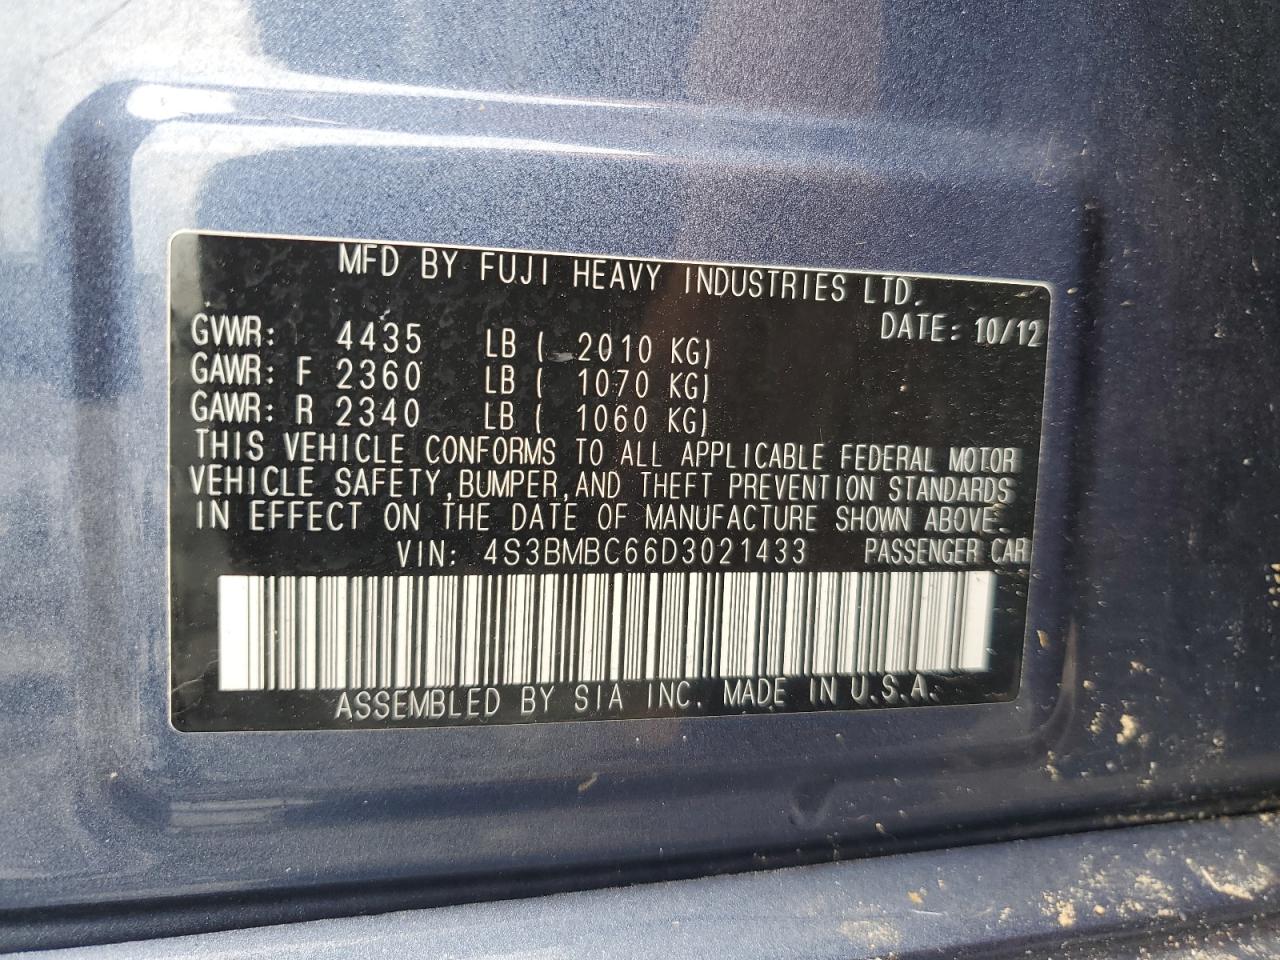 MFD BY FUJI HEAVY INDUSTRIES LTD.
DATE: 10/12
GVWR: 4435 LB ( 2010 KG)
GAWR: F 2360 LB ( 1070 KG)
GAWR: R 2340 LB ( 1060 KG)
THIS VEHICLE CONFORMS TO ALL APPLICABLE FEDERAL MOTOR
VEHICLE SAFETY,BUMPER,AND THEFT PREVENTION STANDARDS
IN EFFECT ON THE DATE OF MANUFACTURE SHOWN ABOVE.
VIN: 4S3BMBC66D3021433 PASSENGER CAR
ASSEMBLED BY SIA INC. MADE IN U.S.A.